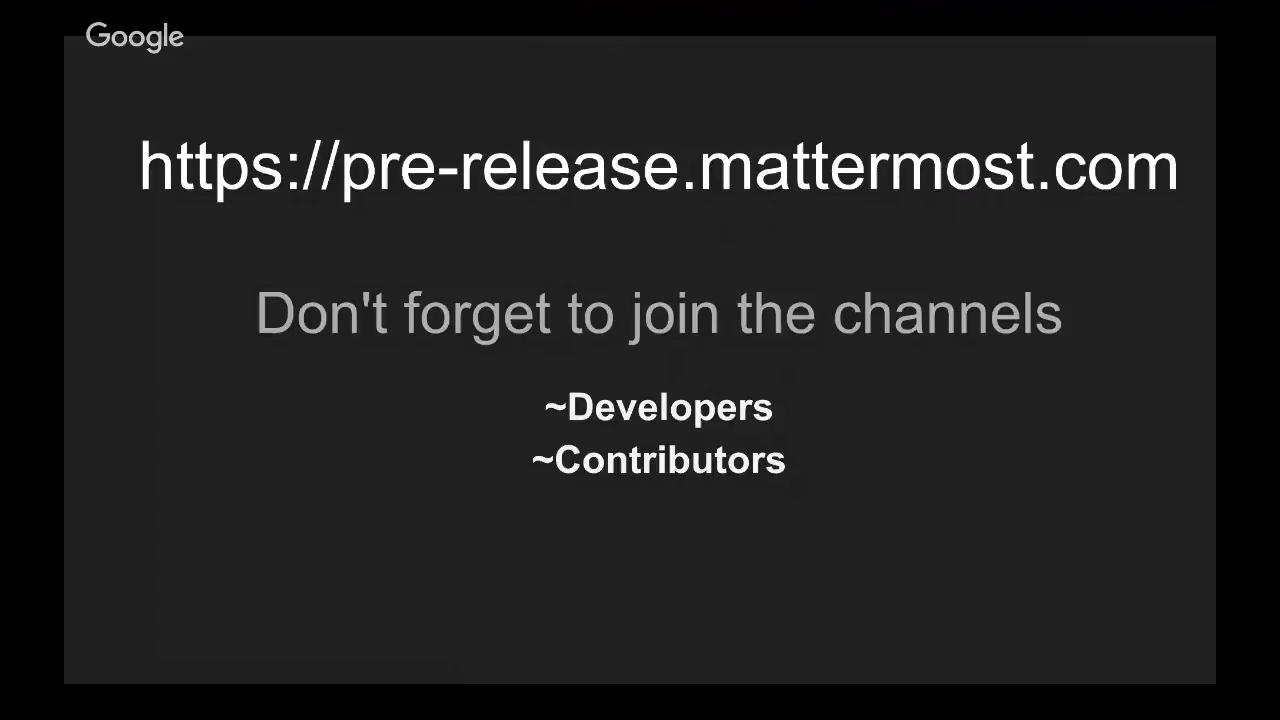 Google
https://pre-release.mattermost.com
Don't forget to join the channels
~Developers
~Contributors